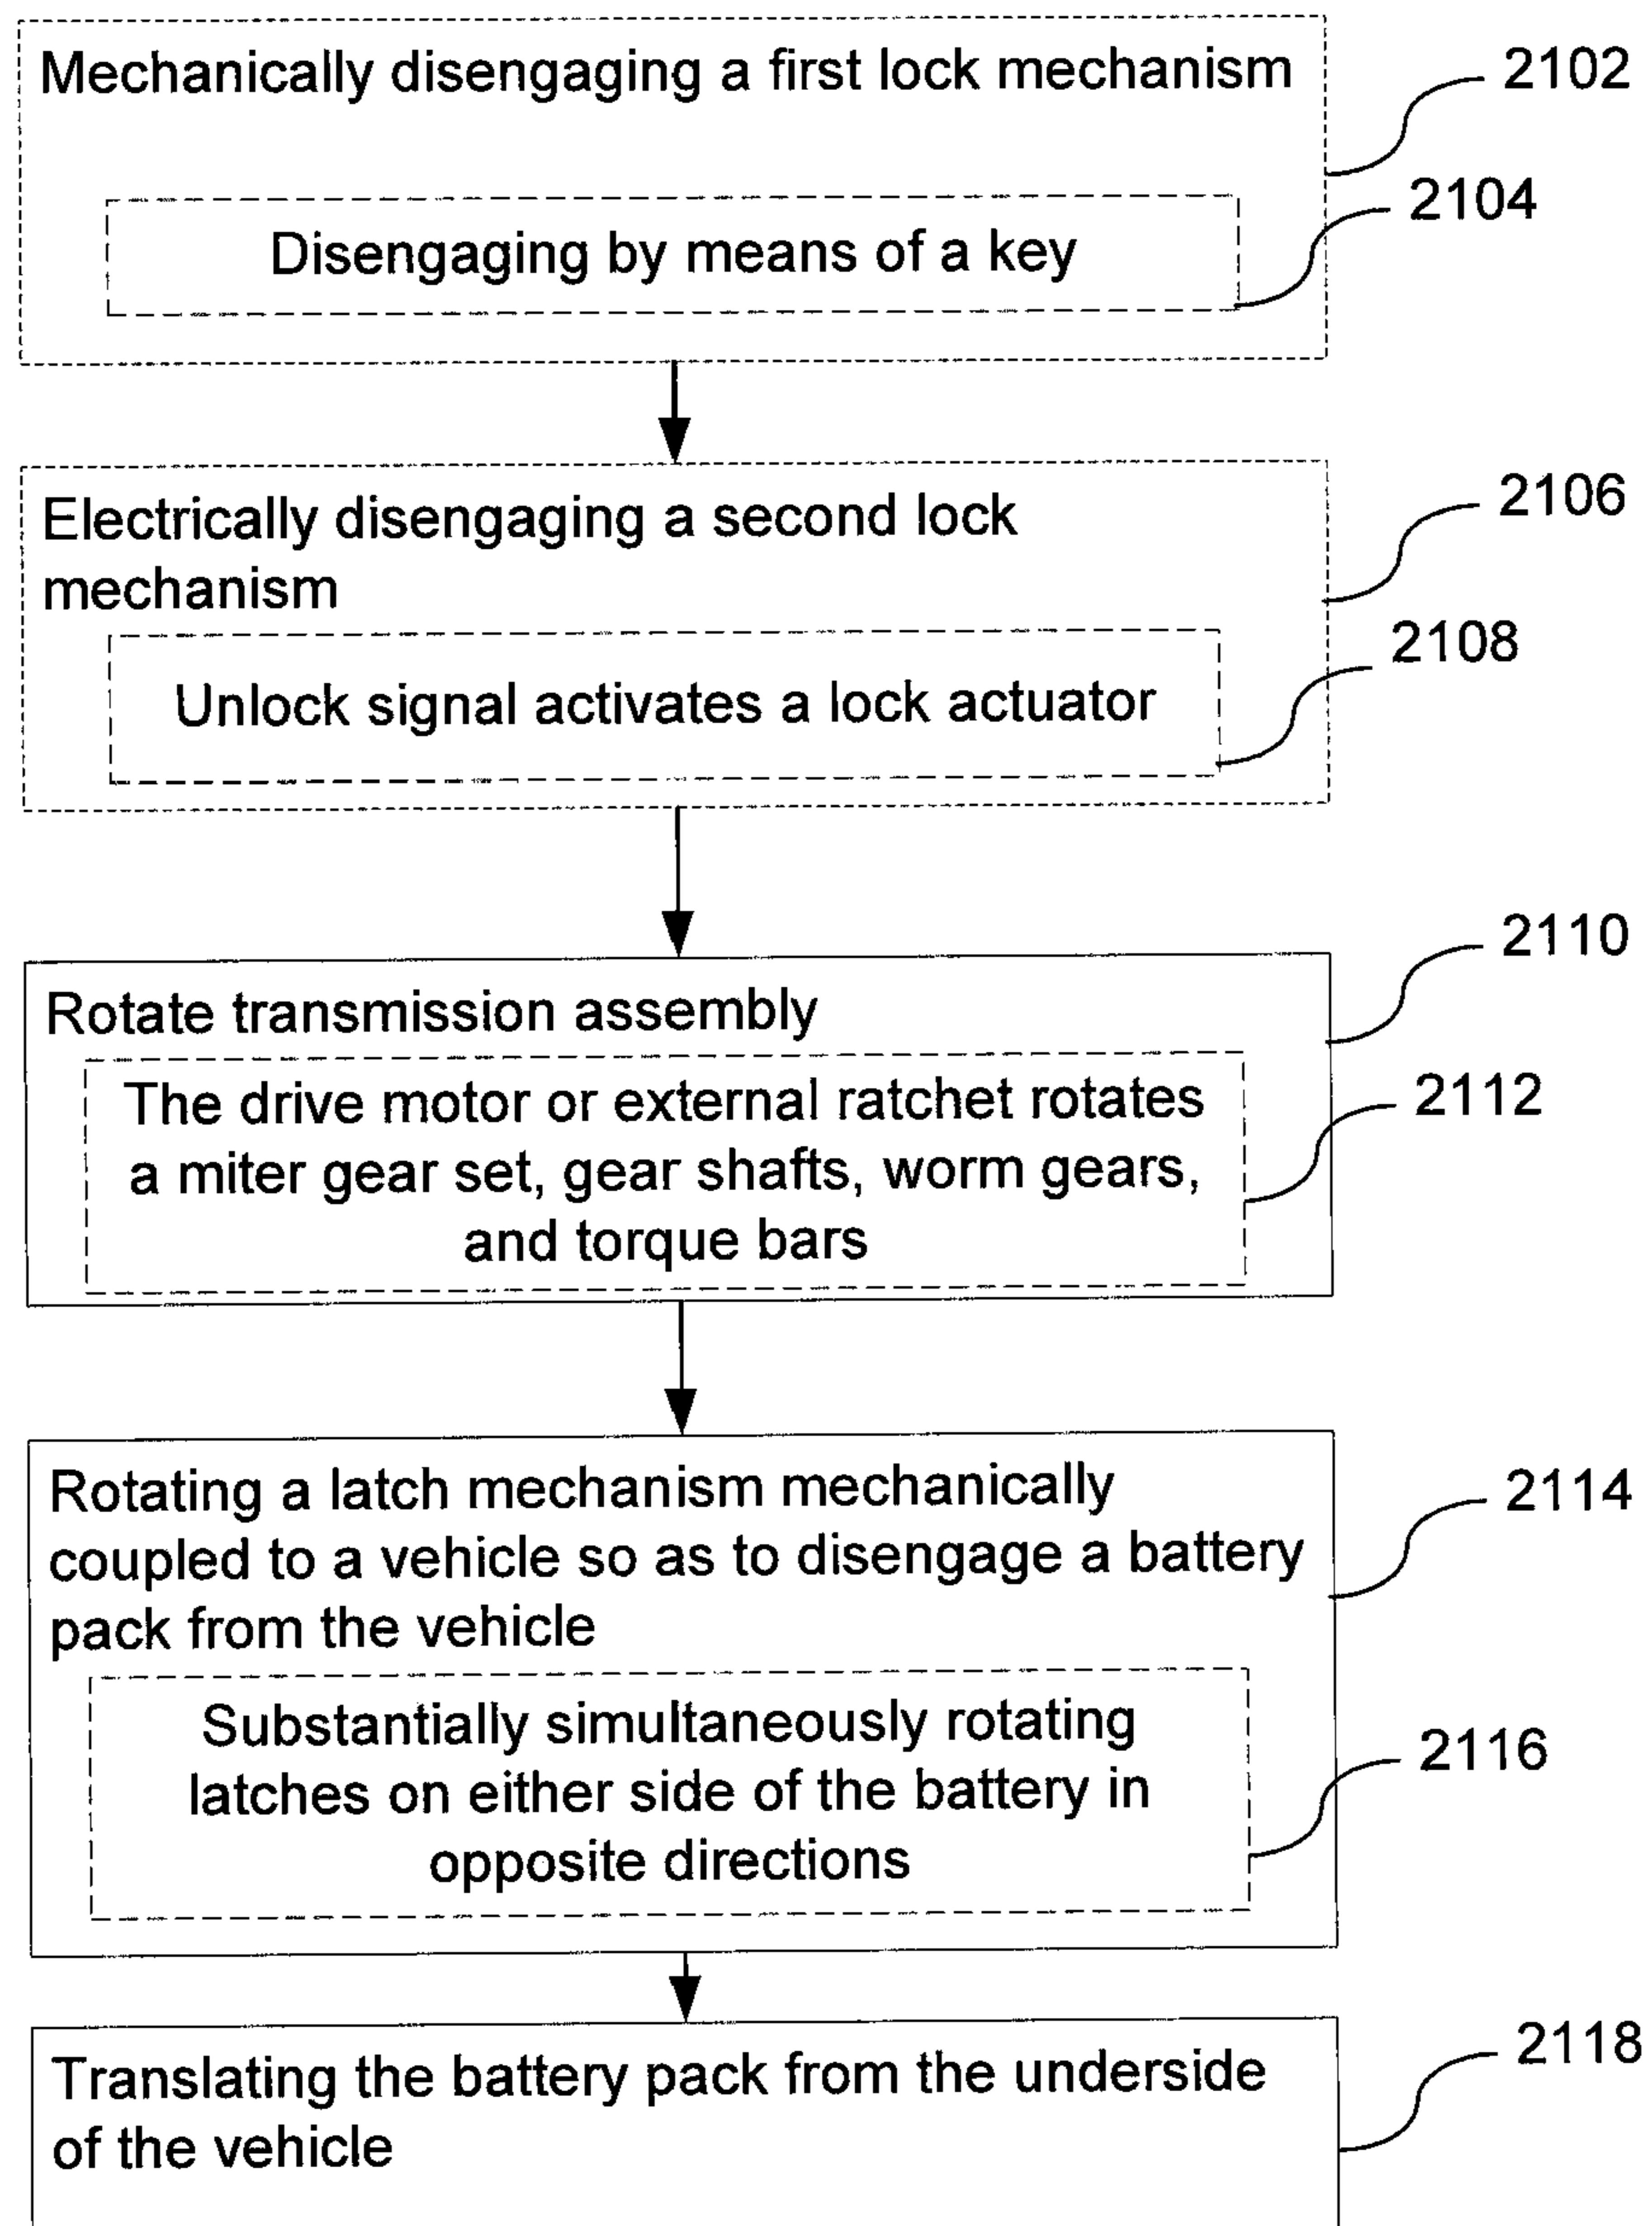 Mechanically disengaging a first lock mechanism
2102
2104
Disengaging by means of a key
2106
Electrically disengaging a second lock
mechanism
2108
Unlock signal activates a lock actuator
2110
Rotate transmission assembly
2112
The drive motor or external ratchet rotates
a miter gear set, gear shafts, worm gears,
and torque bars
2114
Rotating a latch mechanism mechanically
coupled to a vehicle so as to disengage a battery
pack from the vehicle
2116
Substantially simultaneously rotating
latches on either side of the battery in
opposite directions
2118
Translating the battery pack from the underside
of the vehicle